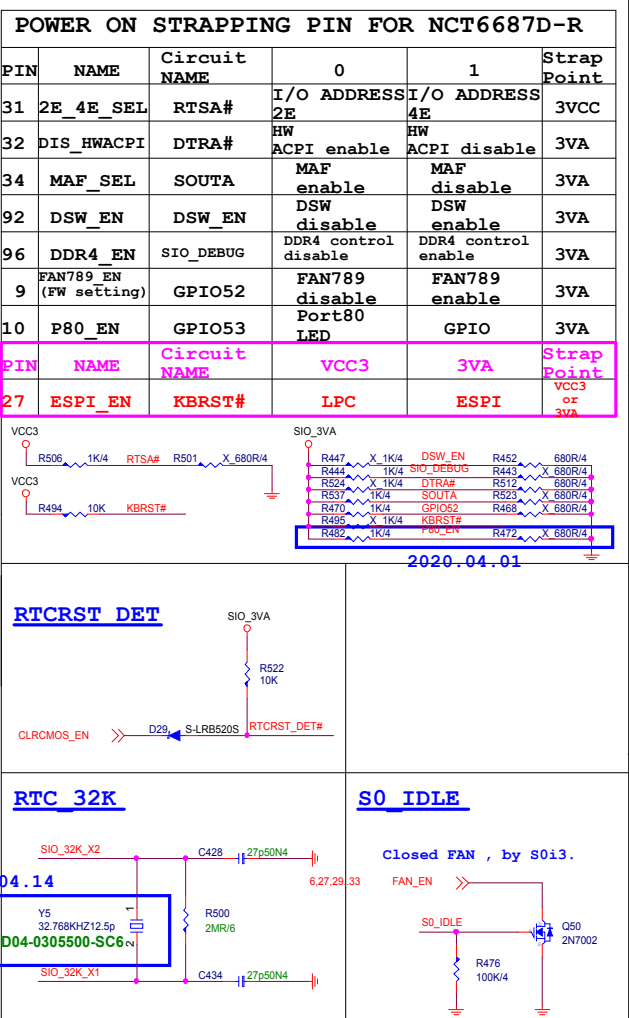 POWER ON STRAPPING PIN FOR NCT6687D-R
PIN NAME Circuit NAME 0 1 Strap Point
31 2E_4E_SEL RTSA# I/O ADDRESS 2E I/O ADDRESS 4E 3VCC
32 DIS_HWACPI DTRA# HW ACPI enable HW ACPI disable 3VA
34 MAF_SEL SOUTA MAF enable MAF disable 3VA
92 DSW_EN DSW_EN DSW disable DSW enable 3VA
96 DDR4_EN SIO_DEBUG DDR4 control disable DDR4 control enable 3VA
9 FAN789_EN (FW setting) GPIO52 FAN789 disable FAN789 enable 3VA
10 P80_EN GPIO53 Port80 LED GPIO 3VA
PIN NAME Circuit NAME VCC3 3VA Strap Point
27 ESPI_EN KBRST# LPC ESPI VCC3 or 3VA
VCC3
R506 1K/4 RTSA# R501 X_680R/4
VCC3
R494 10K KBRST#
SIO_3VA
R447 X_1K/4 DSW_EN R452 680R/4
R444 X_1K/4 SIO_DEBUG R443 X_680R/4
R524 X_1K/4 DTRA# R512 680R/4
R537 1K/4 SOUTA R523 X_680R/4
R470 1K/4 GPIO52 R468 X_680R/4
R495 X_1K/4 KBRST#
R482 1K/4 P80_EN R472 X_680R/4
2020.04.01
RTCRST DET
SIO_3VA
R522
10K
CLRCMOS_EN D29 S-LRB520S RTCRST_DET#
RTC_32K
SIO_32K_X2 C428 27p50N4
04.14
Y5
32.768KHZ12.5p
D04-0305500-SC6
1
2
R500
2MR/6
SIO_32K_X1 C434 27p50N4
S0_IDLE
Closed FAN , by S0i3.
6,27,29,33 FAN_EN
S0_IDLE
Q50
2N7002
R476
100K/4